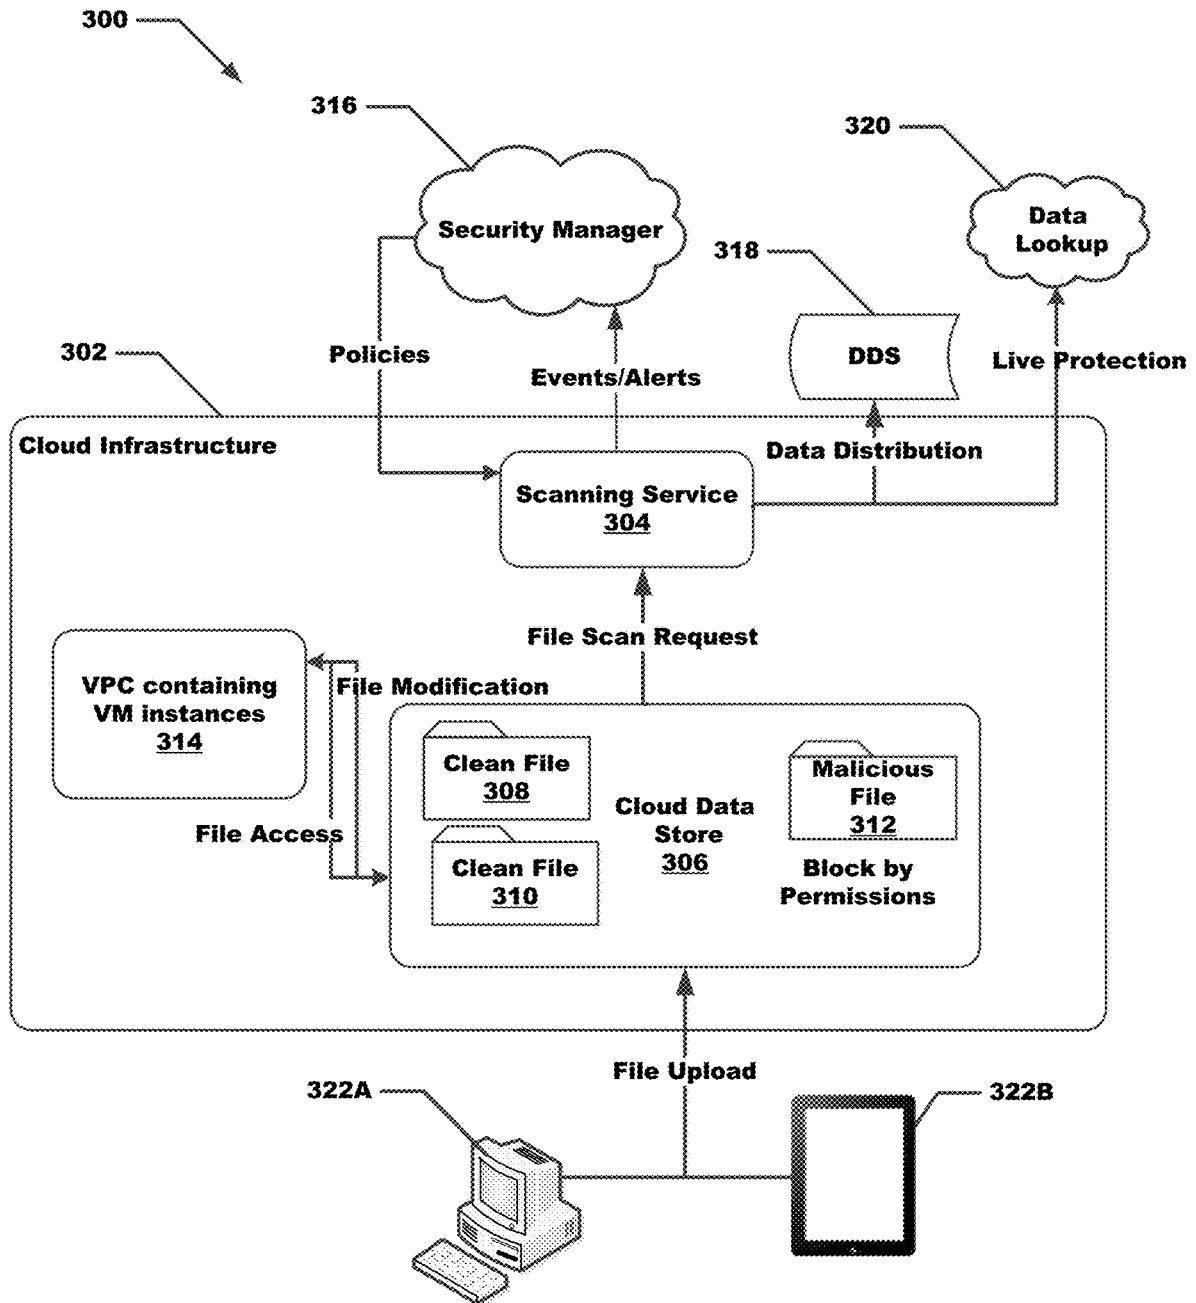 300
316
320
Security Manager
Data
Lookup
318
302
Policies
Events/Alerts
DDS
Live Protection
Cloud Infrastructure
Data Distribution
Scanning Service
304
File Scan Request
VPC containing
VM instances
314
File Modification
Clean File
308
Cloud Data
Store
306
Malicious
File
312
File Access
Clean File
310
Block by
Permissions
File Upload
322A
322B